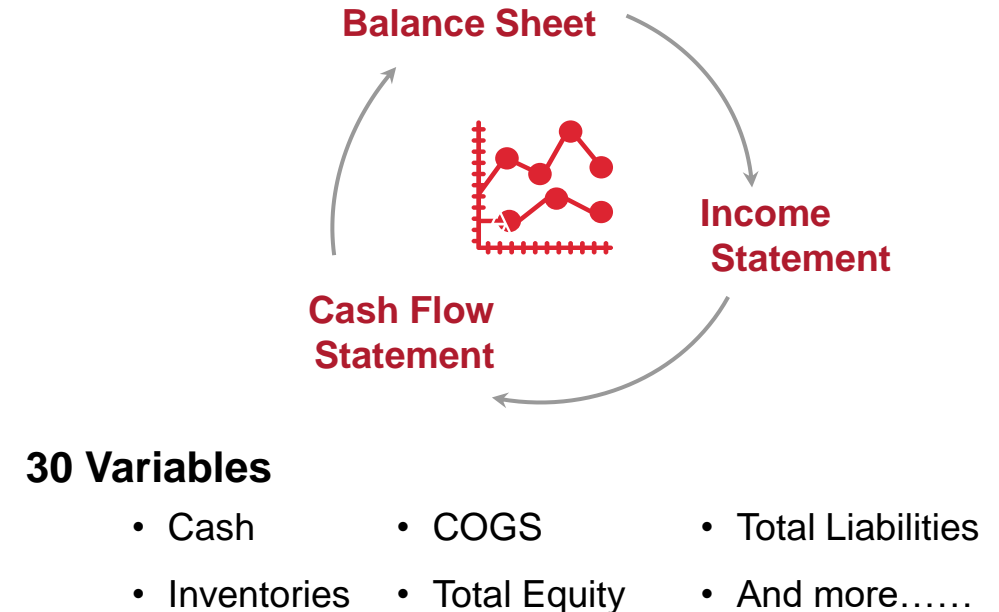 Balance Sheet
Income
Statement
Cash Flow
Statement
30 Variables
• Cash • COGS • Total Liabilities
• Inventories • Total Equity • And more……